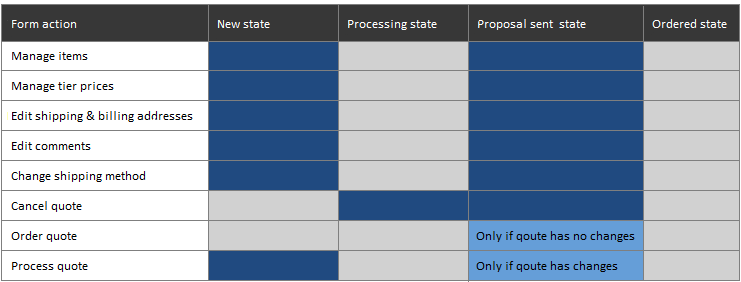 Form action New state Processing state Proposal sent state Ordered state
Manage items
Manage tier prices
Edit shipping & billing addresses
Edit comments
Change shipping method
Cancel quote
Order quote Only if qoute has no changes
Process quote Only if qoute has changes